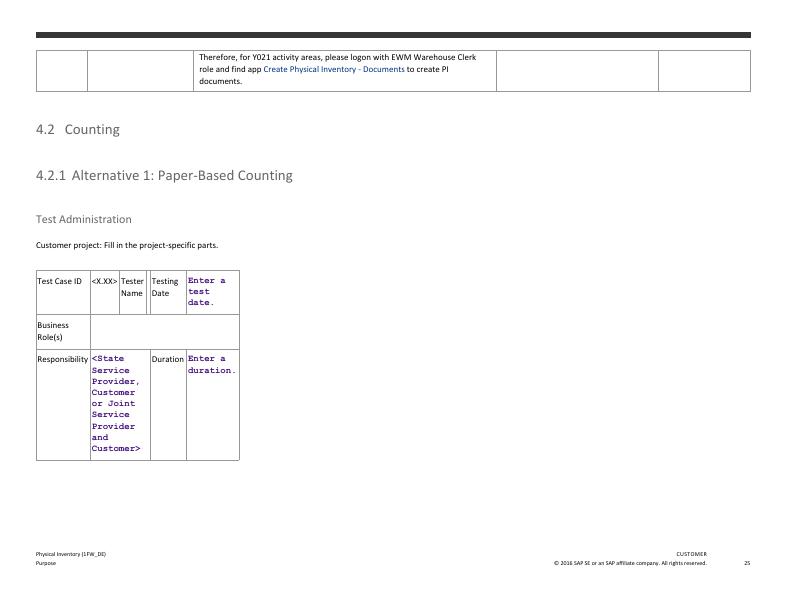 Therefore, for Y021 activity areas, please logon with EWM Warehouse Clerk
role and find app Create Physical Inventory - Documents to create PI
documents.
4.2 Counting
4.2.1 Alternative 1: Paper-Based Counting
Test Administration
Customer project: Fill in the project-specific parts.
Test Case ID <X.XX> Tester Testing Enter a
Name Date test
date.
Business
Role(s)
Responsibility <State Duration Enter a
Service duration.
Provider,
Customer
or Joint
Service
Provider
and
Customer>
Physical Inventory (1FW_DE) CUSTOMER
Purpose © 2016 SAP SE or an SAP affiliate company. All rights reserved. 25